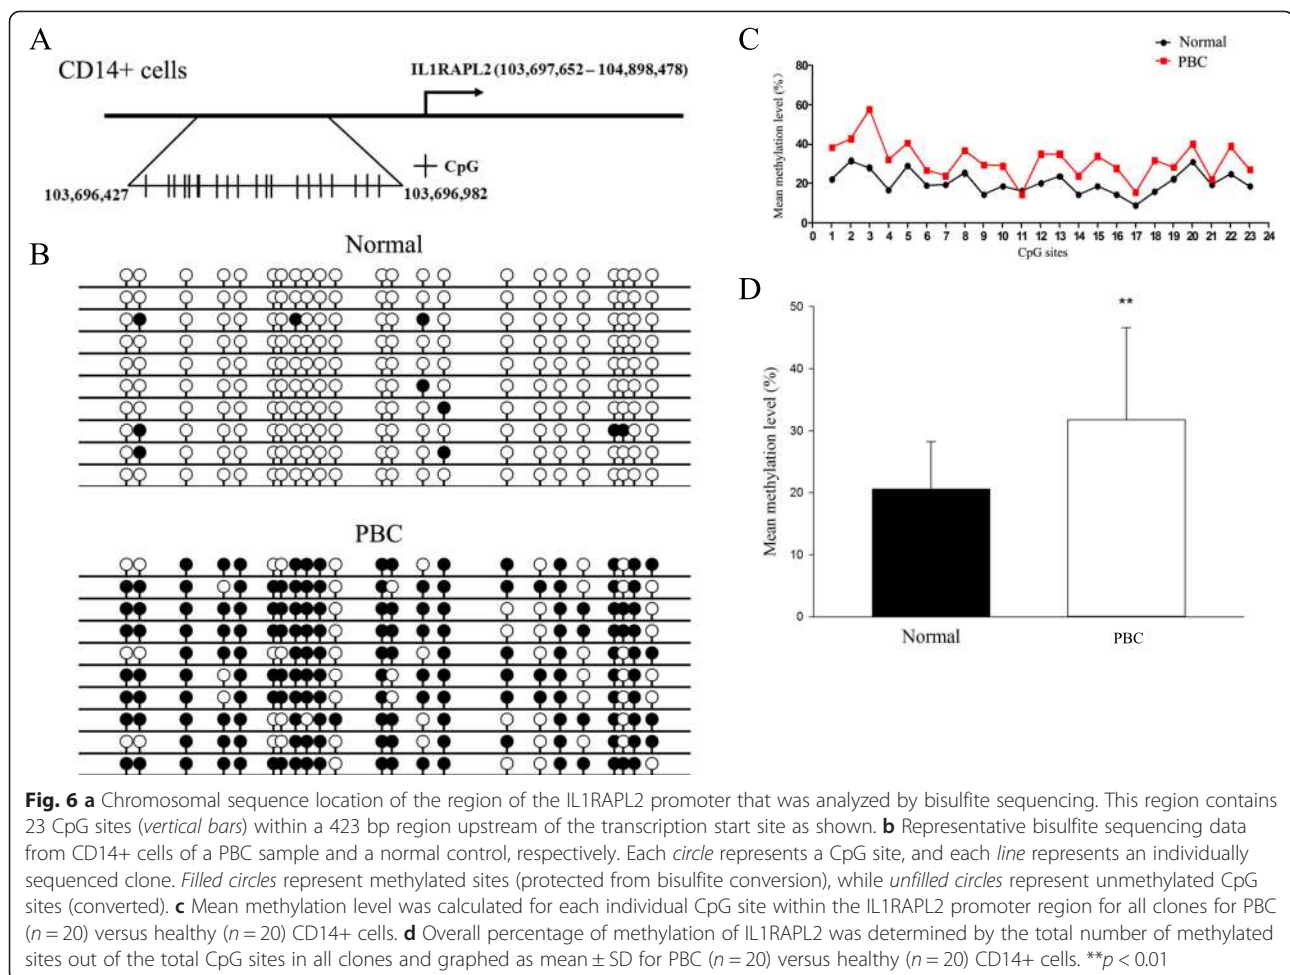 A
CD14+ cells
IL1RAPL2 (103,697,652 – 104,898,478)
CpG
103,696,427
103,696,982
B
Normal
PBC
C
Normal
PBC
Mean methylation level (%)
80
60
40
20
0
0 1 2 3 4 5 6 7 8 9 10 11 12 13 14 15 16 17 18 19 20 21 22 23 24
CpG sites
D
**
Mean methylation level (%)
50
40
30
20
10
0
Normal
PBC
Fig. 6 a Chromosomal sequence location of the region of the IL1RAPL2 promoter that was analyzed by bisulfite sequencing. This region contains
23 CpG sites (vertical bars) within a 423 bp region upstream of the transcription start site as shown. b Representative bisulfite sequencing data
from CD14+ cells of a PBC sample and a normal control, respectively. Each circle represents a CpG site, and each line represents an individually
sequenced clone. Filled circles represent methylated sites (protected from bisulfite conversion), while unfilled circles represent unmethylated CpG
sites (converted). c Mean methylation level was calculated for each individual CpG site within the IL1RAPL2 promoter region for all clones for PBC
(n = 20) versus healthy (n = 20) CD14+ cells. d Overall percentage of methylation of IL1RAPL2 was determined by the total number of methylated
sites out of the total CpG sites in all clones and graphed as mean ± SD for PBC (n = 20) versus healthy (n = 20) CD14+ cells. **p < 0.01